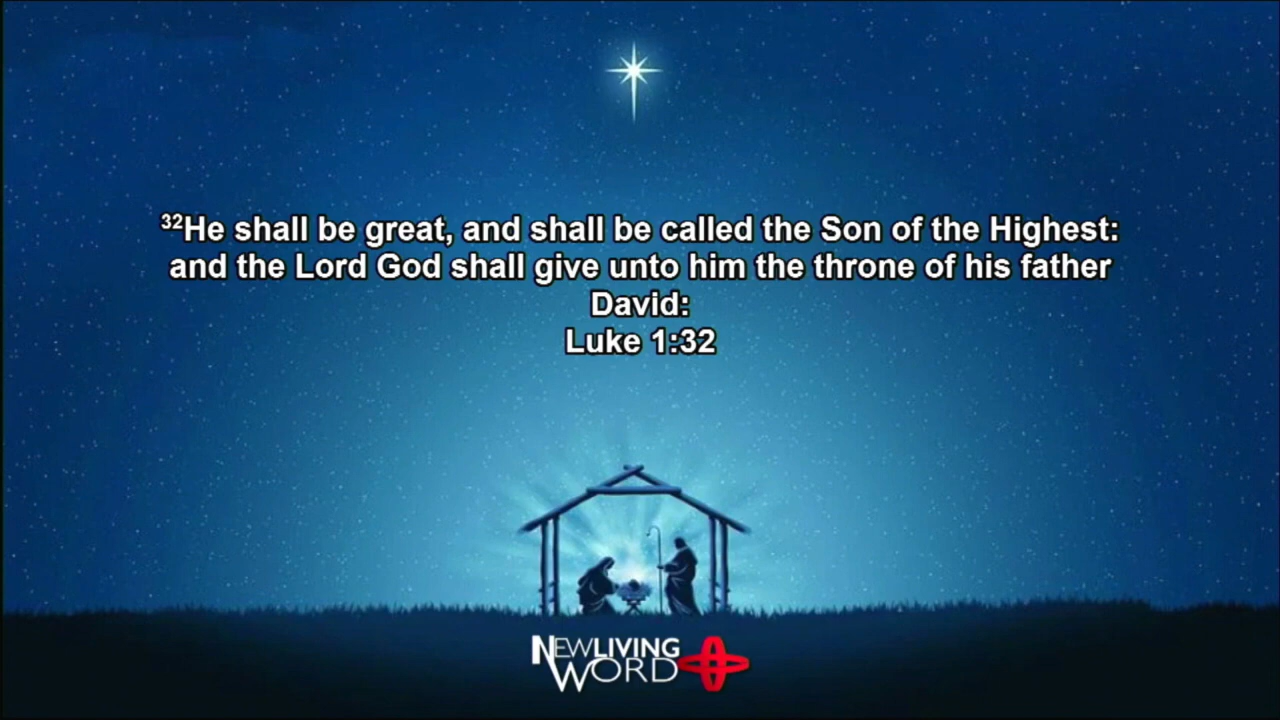 ³²He shall be great, and shall be called the Son of the Highest:
and the Lord God shall give unto him the throne of his father
David:
Luke 1:32
NEWLIVING
WORD